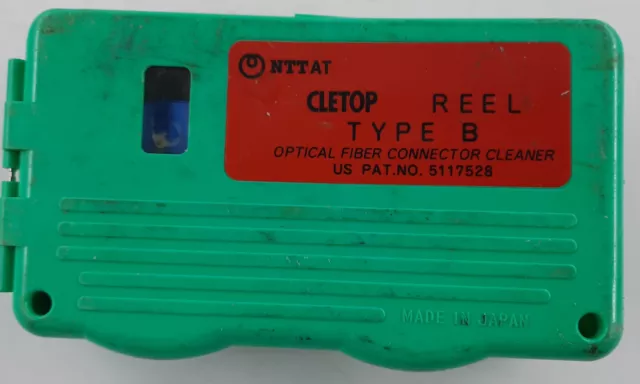 NTTAT
CLETOP REEL
TYPE B
OPTICAL FIBER CONNECTOR CLEANER
US PAT.NO. 5117528
MADE IN JAPAN